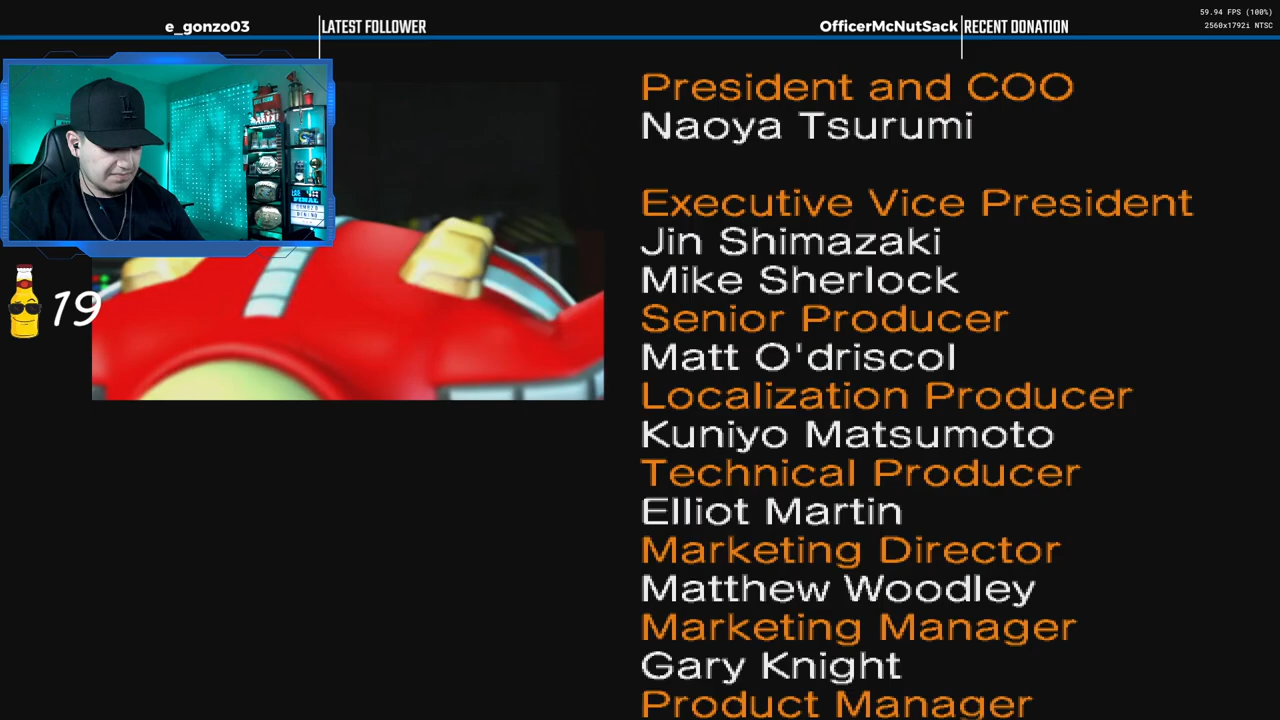 e_gonzo03
LATEST FOLLOWER
OfficerMcNutSack
RECENT DONATION
59.94 FPS (100%)
2560x1792i NTSC
19
President and COO
Naoya Tsurumi
Executive Vice President
Jin Shimazaki
Mike Sherlock
Senior Producer
Matt O'driscol
Localization Producer
Kuniyo Matsumoto
Technical Producer
Elliot Martin
Marketing Director
Matthew Woodley
Marketing Manager
Gary Knight
Product Manager